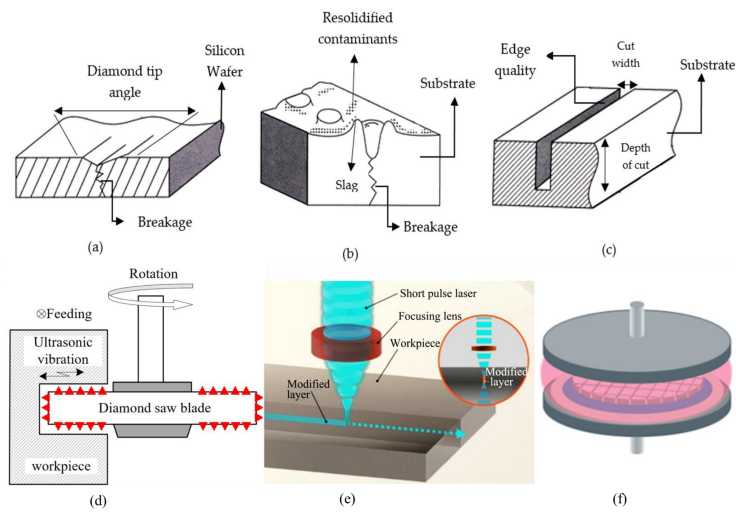 Diamond tip
angle
Silicon
Wafer
Breakage
(a)
Resolidified
contaminants
Substrate
Slag
Breakage
(b)
Edge
quality
Cut
width
Substrate
Depth
of cut
(c)
Rotation
⊗Feeding
Ultrasonic
vibration
Diamond saw blade
workpiece
(d)
Short pulse laser
Focusing lens
Workpiece
Modified
layer
Modified
layer
(e)
(f)